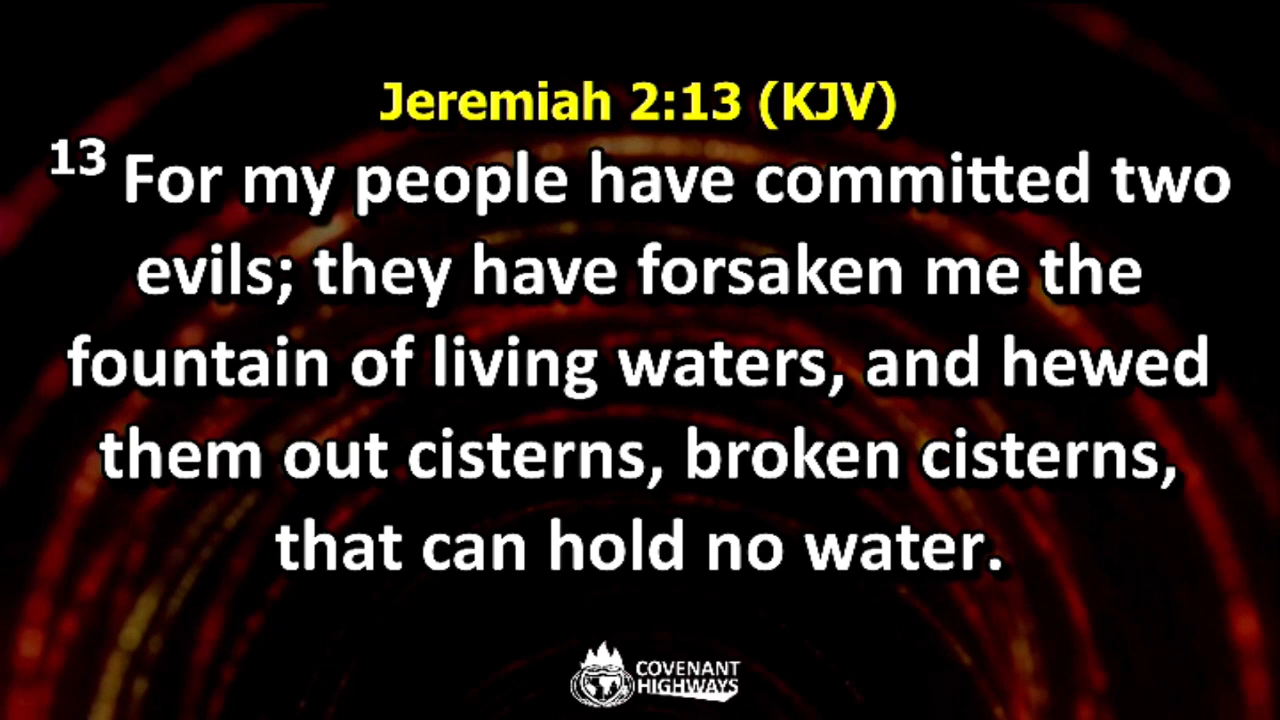 Jeremiah 2:13 (KJV)
13 For my people have committed two
evils; they have forsaken me the
fountain of living waters, and hewed
them out cisterns, broken cisterns,
that can hold no water.
COVENANT
HIGHWAYS